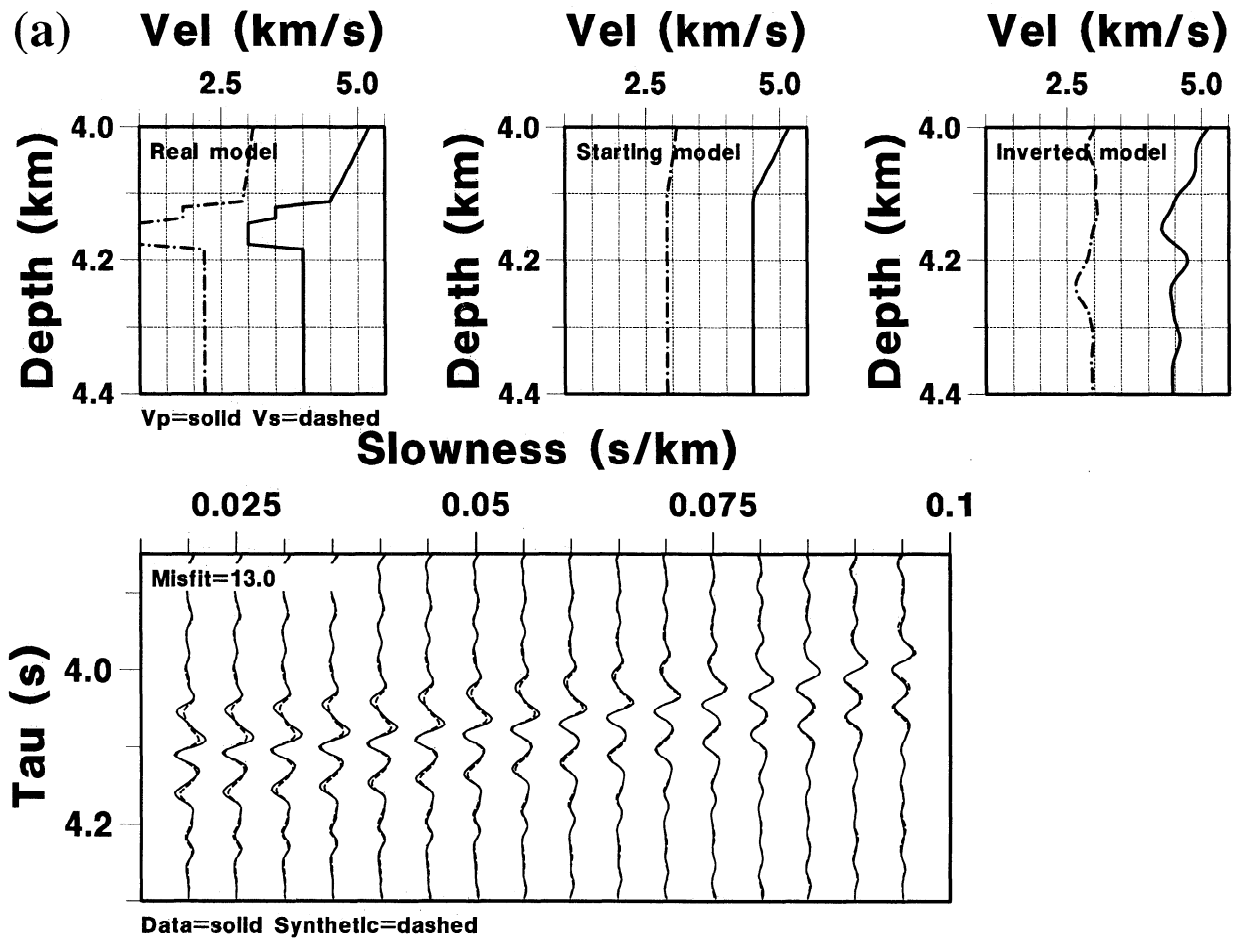 (a) Vel (km/s) Vel (km/s) Vel (km/s)
2.5 5.0 2.5 5.0 2.5 5.0
Depth (km) 4.0 4.2 4.4
Real model
Depth (km) 4.0 4.2 4.4
Starting model
Depth (km) 4.0 4.2 4.4
Inverted model
Vp=solid Vs=dashed
Slowness (s/km)
0.025 0.05 0.075 0.1
Misfit=13.0
Tau (s) 4.0 4.2
Data=solid Synthetic=dashed